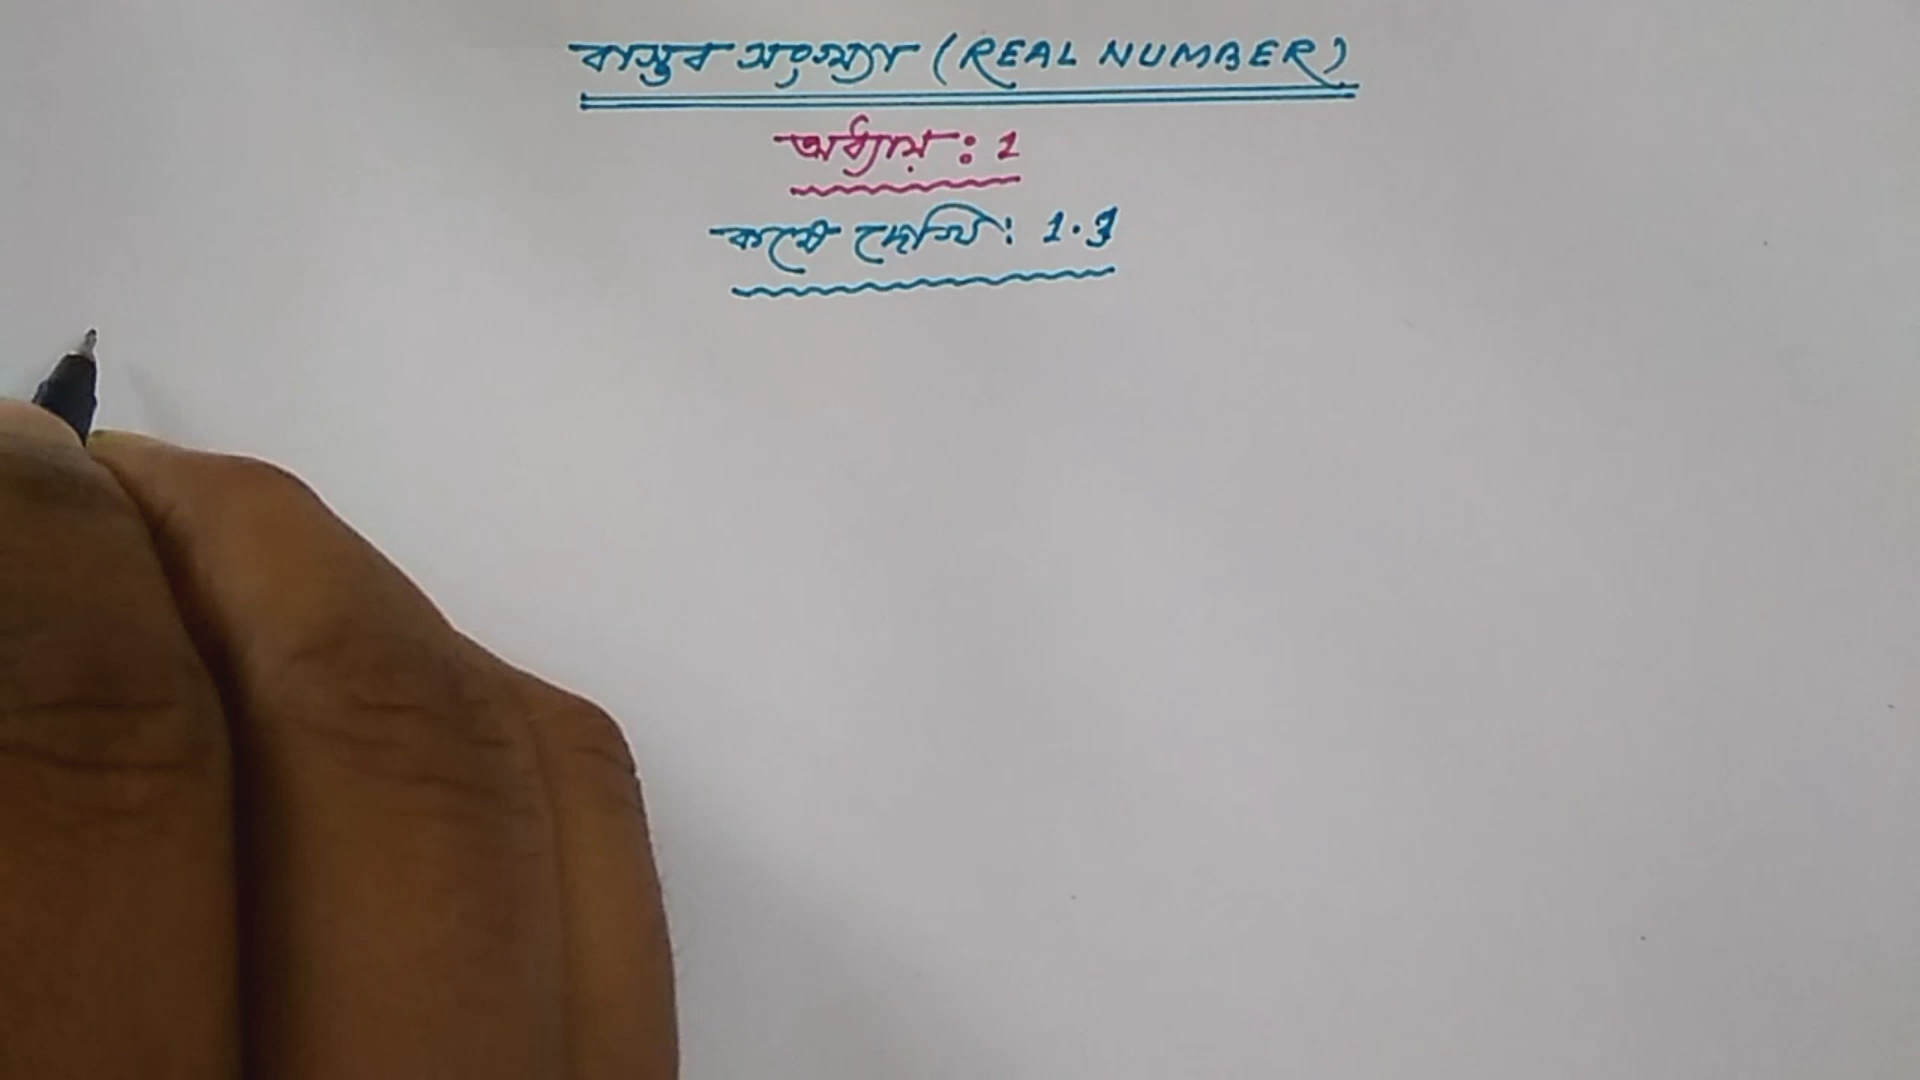 বাস্তব সংখ্যা (REAL NUMBER)
অধ্যায় : 1
কষে দেখি : 1.3